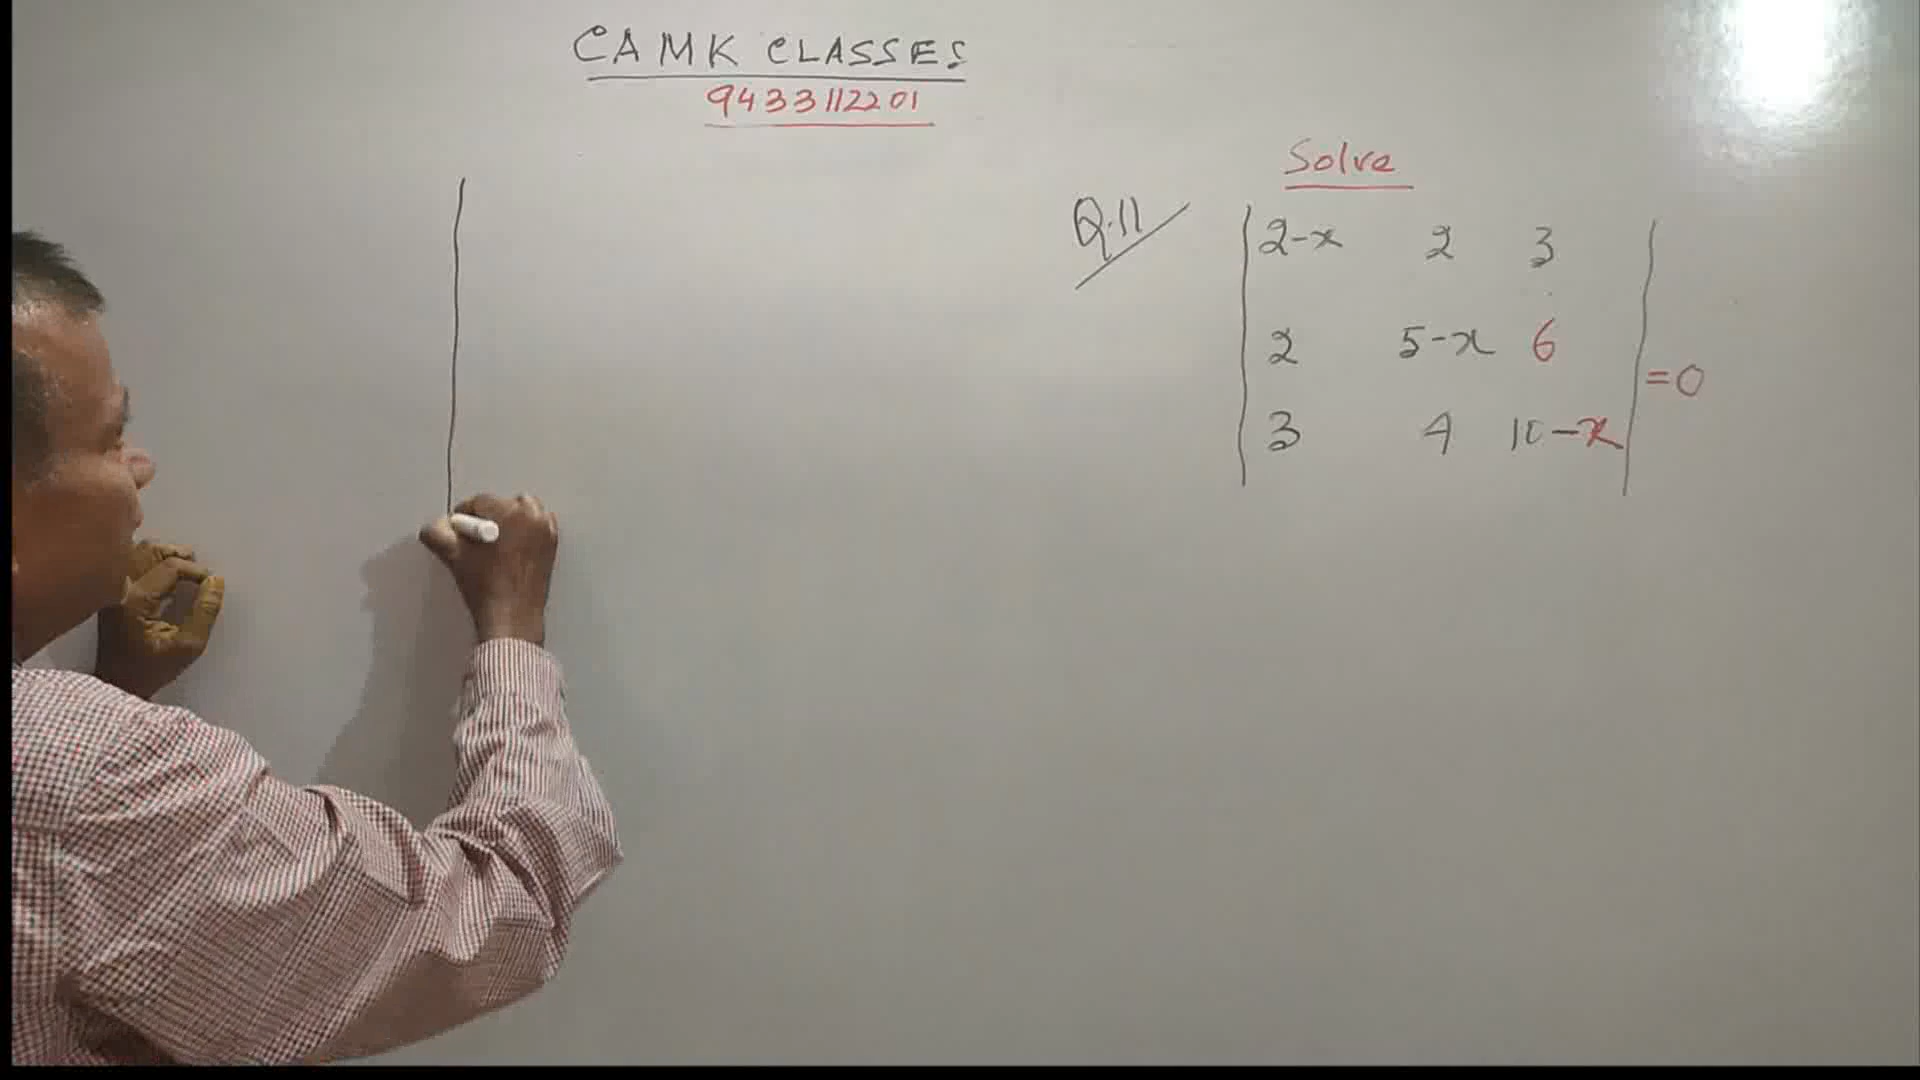 CAMK CLASSES
9433112201
Solve
Q.11
2-x 2 3
2 5-x 6
=0
3 4 10-x